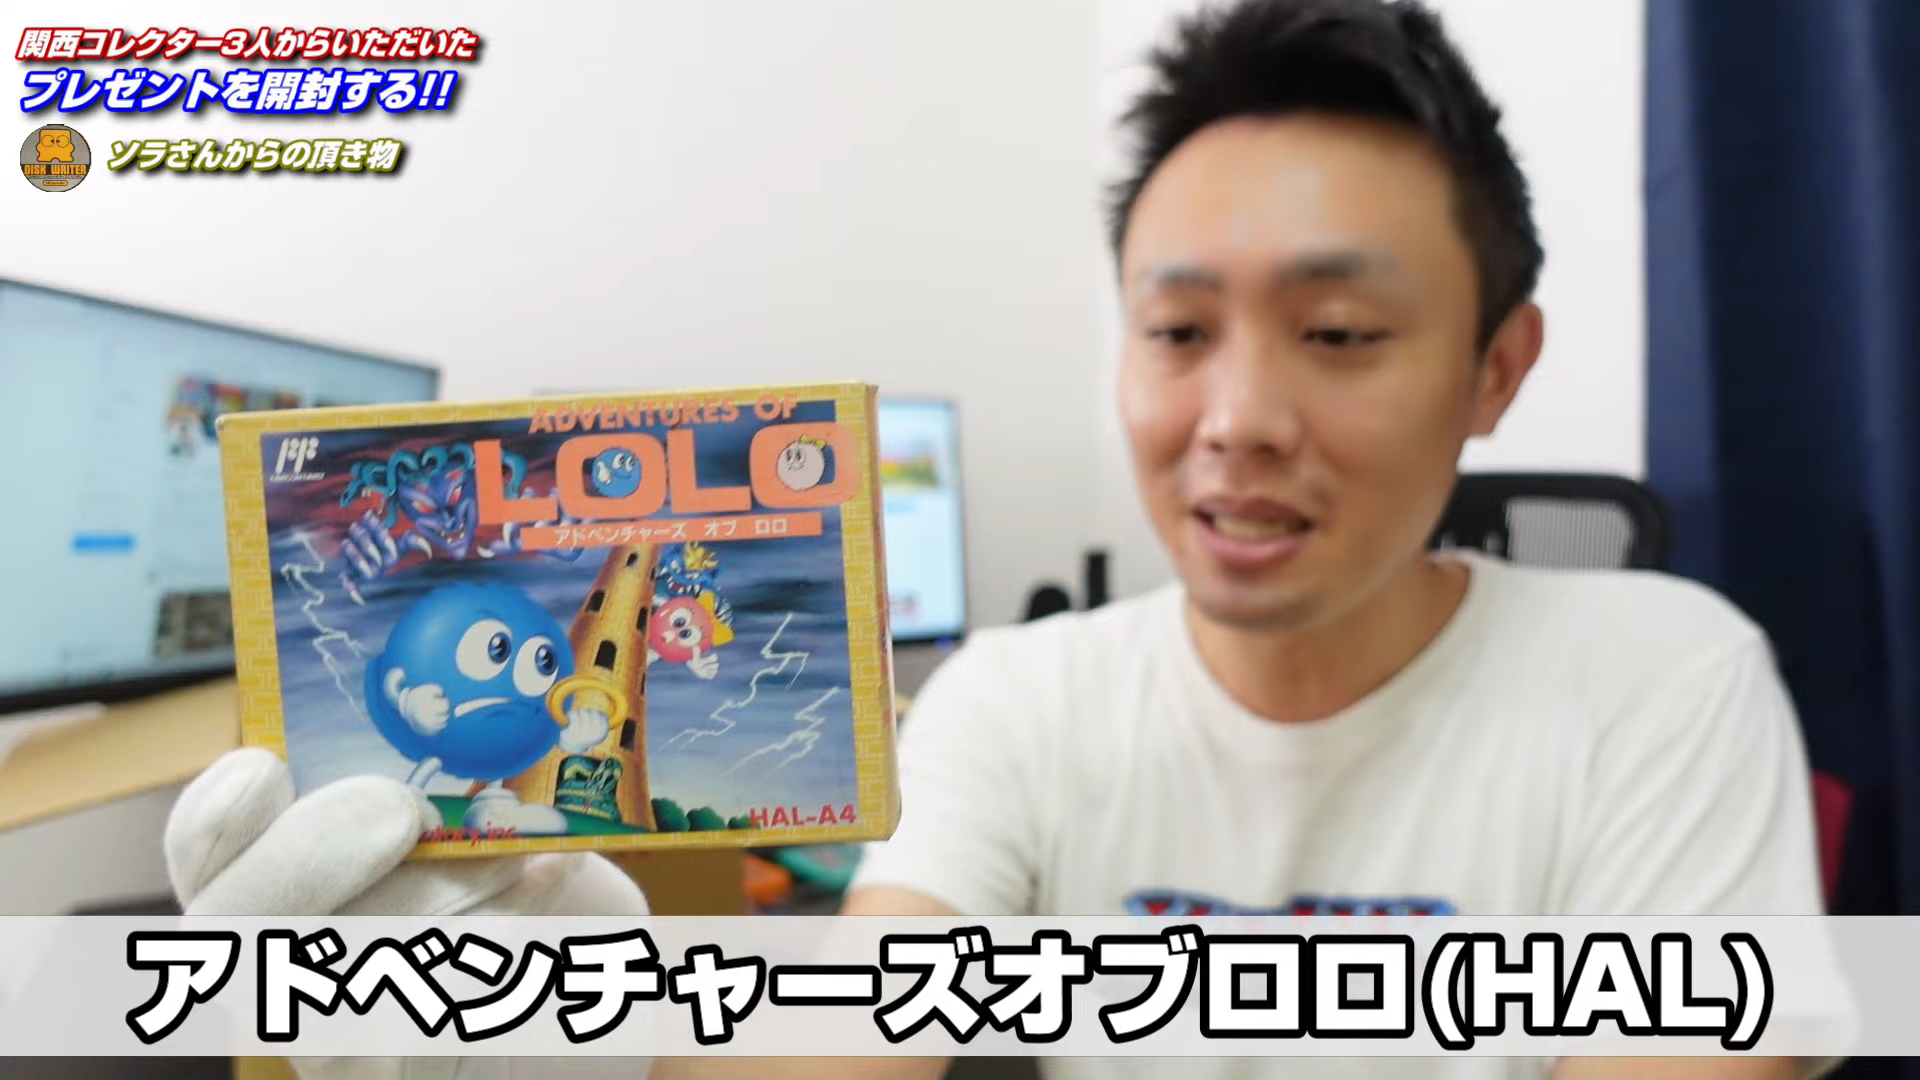 関西コレクター3人からいただいた
プレゼントを開封する!!
DISK WRITER
ソラさんからの頂き物
ADVENTURES OF
LOLO
アドベンチャーズ オブ ロロ
HAL-A4
アドベンチャーズオブロロ(HAL)